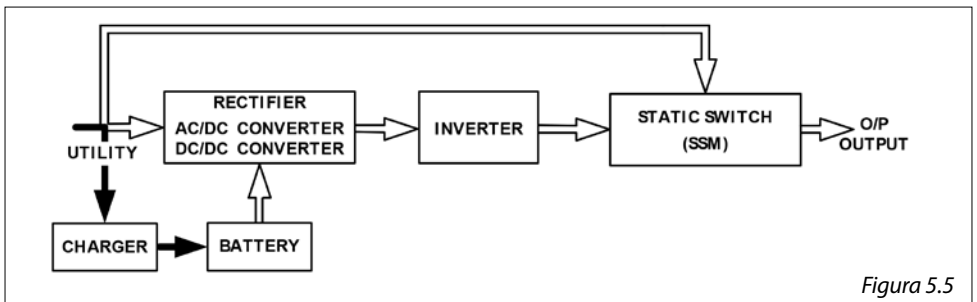 RECTIFIER
AC/DC CONVERTER
DC/DC CONVERTER
INVERTER
STATIC SWITCH
(SSM)
O/P
OUTPUT
UTILITY
CHARGER
BATTERY
Figura 5.5